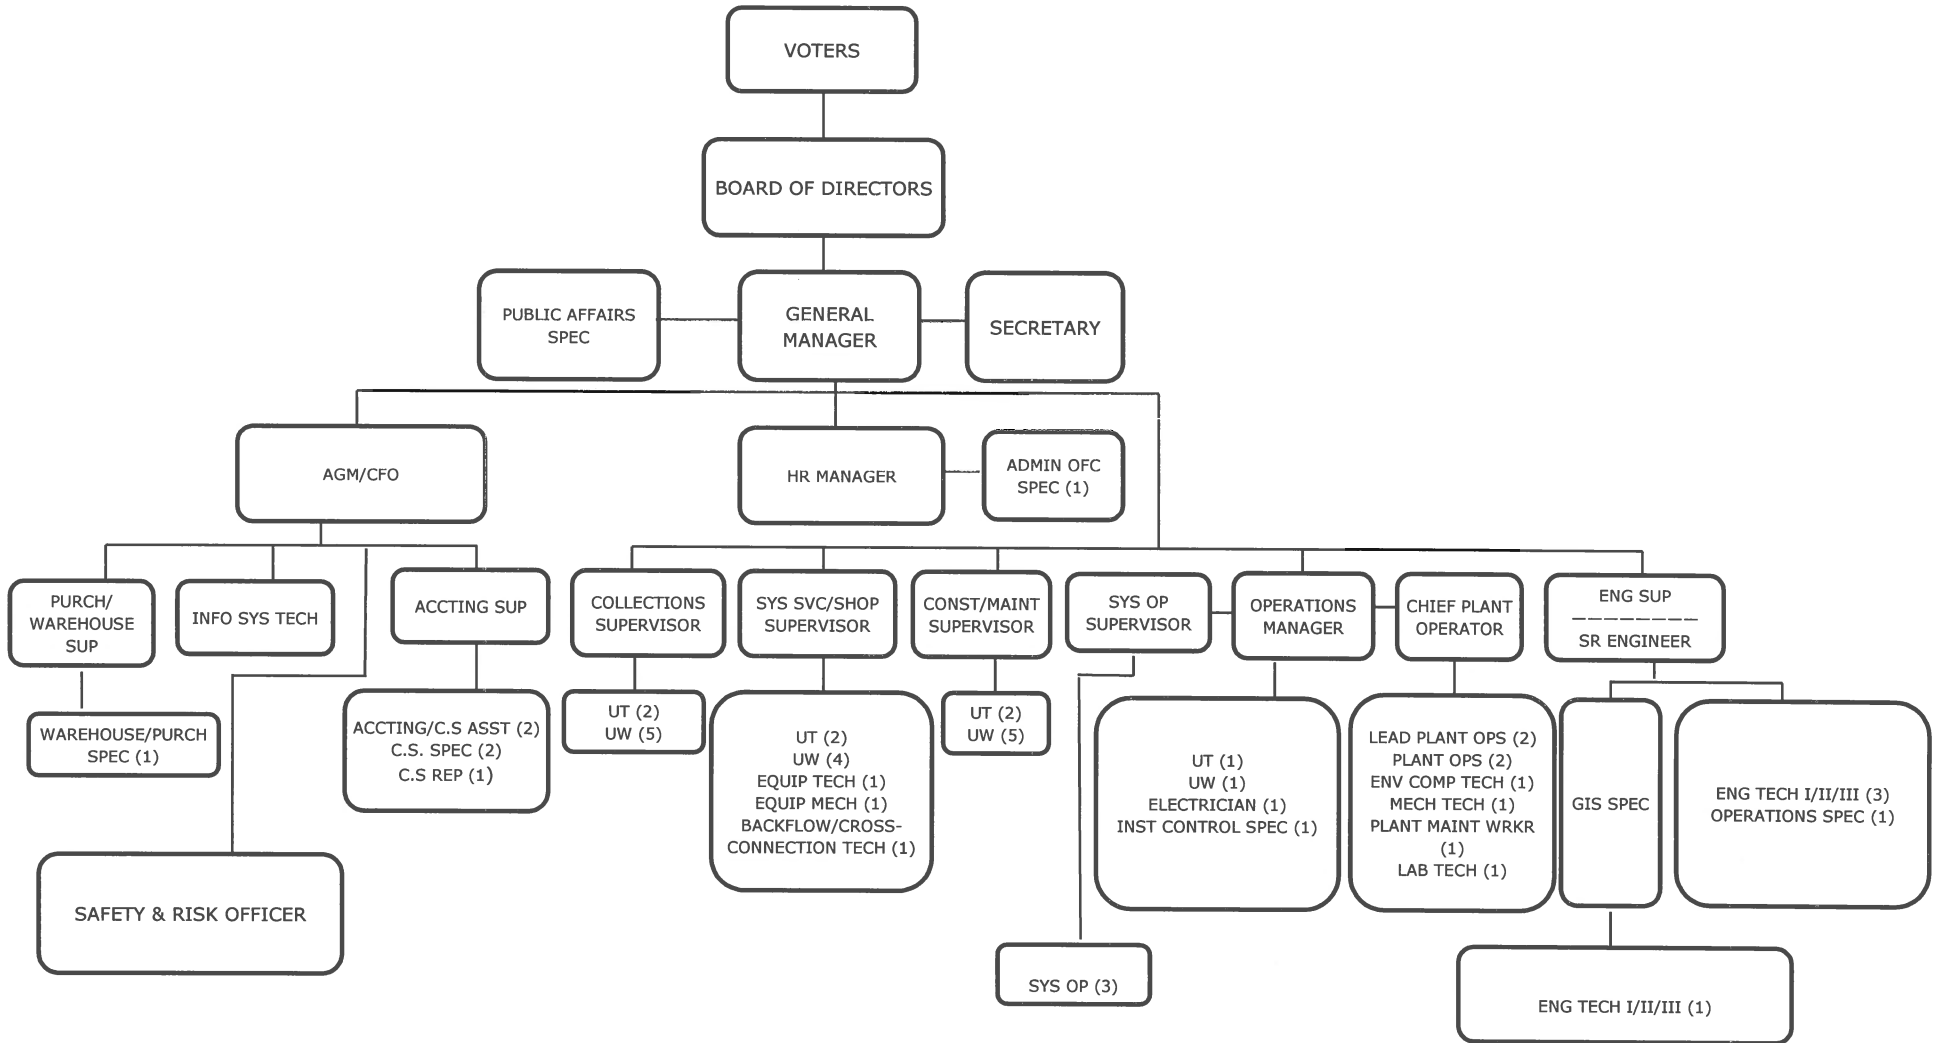 VOTERS
BOARD OF DIRECTORS
PUBLIC AFFAIRS
SPEC
GENERAL
MANAGER
SECRETARY
AGM/CFO
HR MANAGER
ADMIN OFC
SPEC (1)
PURCH/
WAREHOUSE
SUP
INFO SYS TECH
ACCTING SUP
COLLECTIONS
SUPERVISOR
SYS SVC/SHOP
SUPERVISOR
CONST/MAINT
SUPERVISOR
SYS OP
SUPERVISOR
OPERATIONS
MANAGER
CHIEF PLANT
OPERATOR
ENG SUP
________
SR ENGINEER
WAREHOUSE/PURCH
SPEC (1)
ACCTING/C.S ASST (2)
C.S. SPEC (2)
C.S REP (1)
UT (2)
UW (5)
UT (2)
UW (4)
EQUIP TECH (1)
EQUIP MECH (1)
BACKFLOW/CROSS-
CONNECTION TECH (1)
UT (2)
UW (5)
UT (1)
UW (1)
ELECTRICIAN (1)
INST CONTROL SPEC (1)
LEAD PLANT OPS (2)
PLANT OPS (2)
ENV COMP TECH (1)
MECH TECH (1)
PLANT MAINT WRKR
(1)
LAB TECH (1)
GIS SPEC
ENG TECH I/II/III (3)
OPERATIONS SPEC (1)
SAFETY & RISK OFFICER
SYS OP (3)
ENG TECH I/II/III (1)